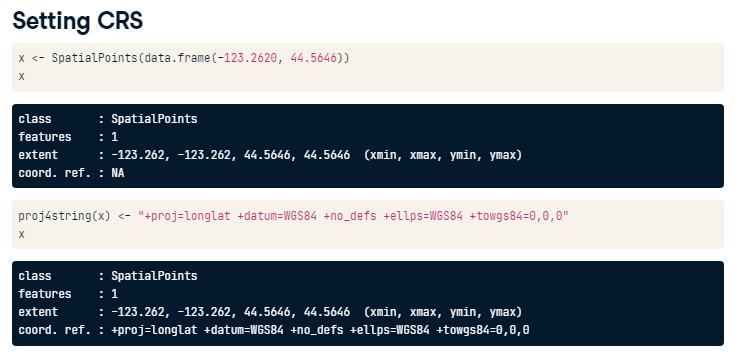 Setting CRS
x <- SpatialPoints(data.frame(-123.2620, 44.5646))
x
class       : SpatialPoints
features    : 1
extent      : -123.262, -123.262, 44.5646, 44.5646  (xmin, xmax, ymin, ymax)
coord. ref. : NA
proj4string(x) <- "+proj=longlat +datum=WGS84 +no_defs +ellps=WGS84 +towgs84=0,0,0"
x
class       : SpatialPoints
features    : 1
extent      : -123.262, -123.262, 44.5646, 44.5646  (xmin, xmax, ymin, ymax)
coord. ref. : +proj=longlat +datum=WGS84 +no_defs +ellps=WGS84 +towgs84=0,0,0